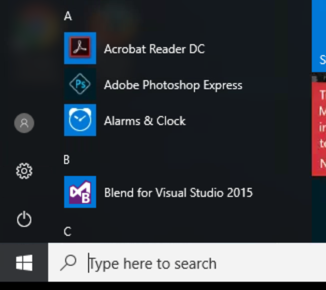 A
Acrobat Reader DC
Adobe Photoshop Express
Alarms & Clock
B
Blend for Visual Studio 2015
C
Type here to search